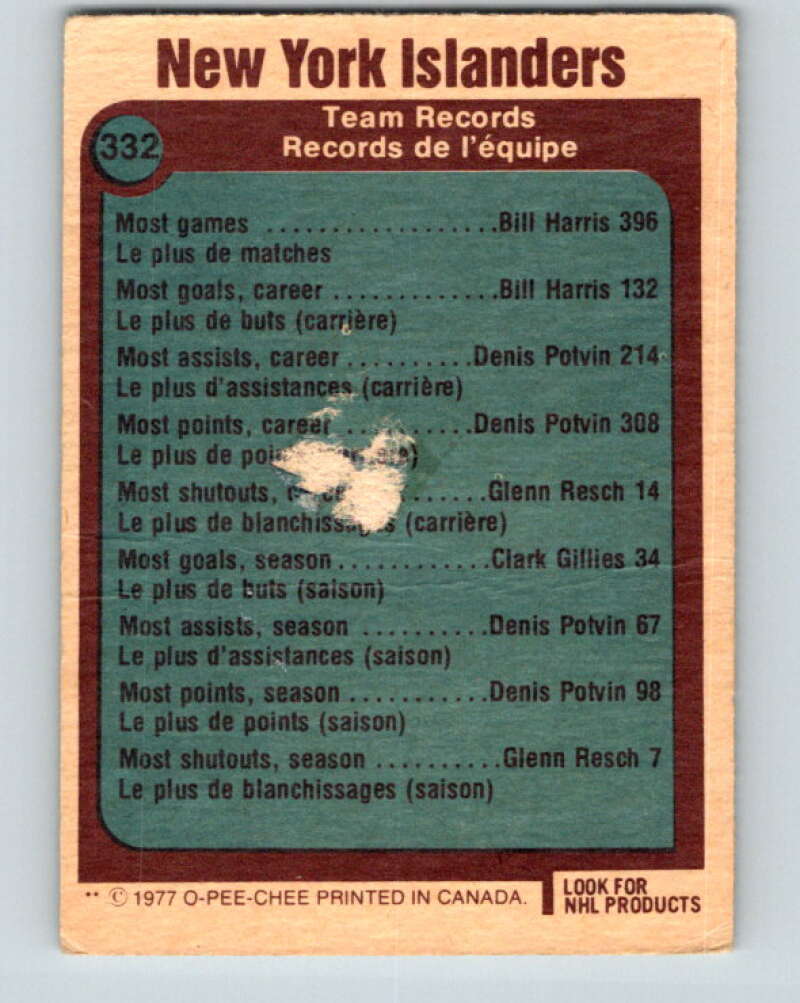 New York Islanders
332
Team Records
Records de l'équipe
Most games ..................Bill Harris 396
Le plus de matches
Most goals, career .............Bill Harris 132
Le plus de buts (carrière)
Most assists, career..........Denis Potvin 214
Le plus d'assistances (carrière)
Most points, career ..........Denis Potvin 308
Le plus de
Most shutouts, .......Glenn Resch 14
Le plus de (carrière)
Most goals, season............Clark Gillies 34
Le plus de buts (saison)
Most assists, season ..........Denis Potvin 67
Le plus d'assistances (saison)
Most points, season...........Denis Potvin 98
Le plus de points (saison)
Most shutouts, season ..........Glenn Resch 7
Le plus de blanchissages (saison)
** © 1977 O-PEE-CHEE PRINTED IN CANADA.
LOOK FOR
NHL PRODUCTS